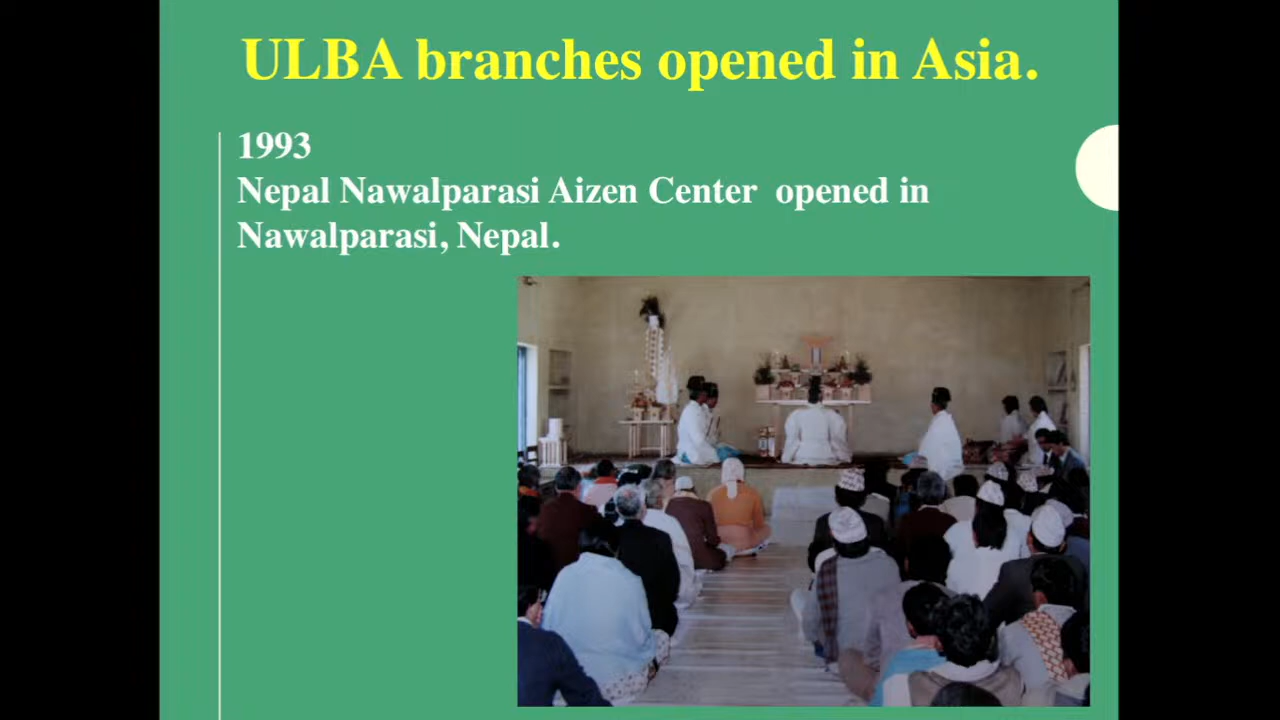 ULBA branches opened in Asia.
1993
Nepal Nawalparasi Aizen Center opened in
Nawalparasi, Nepal.